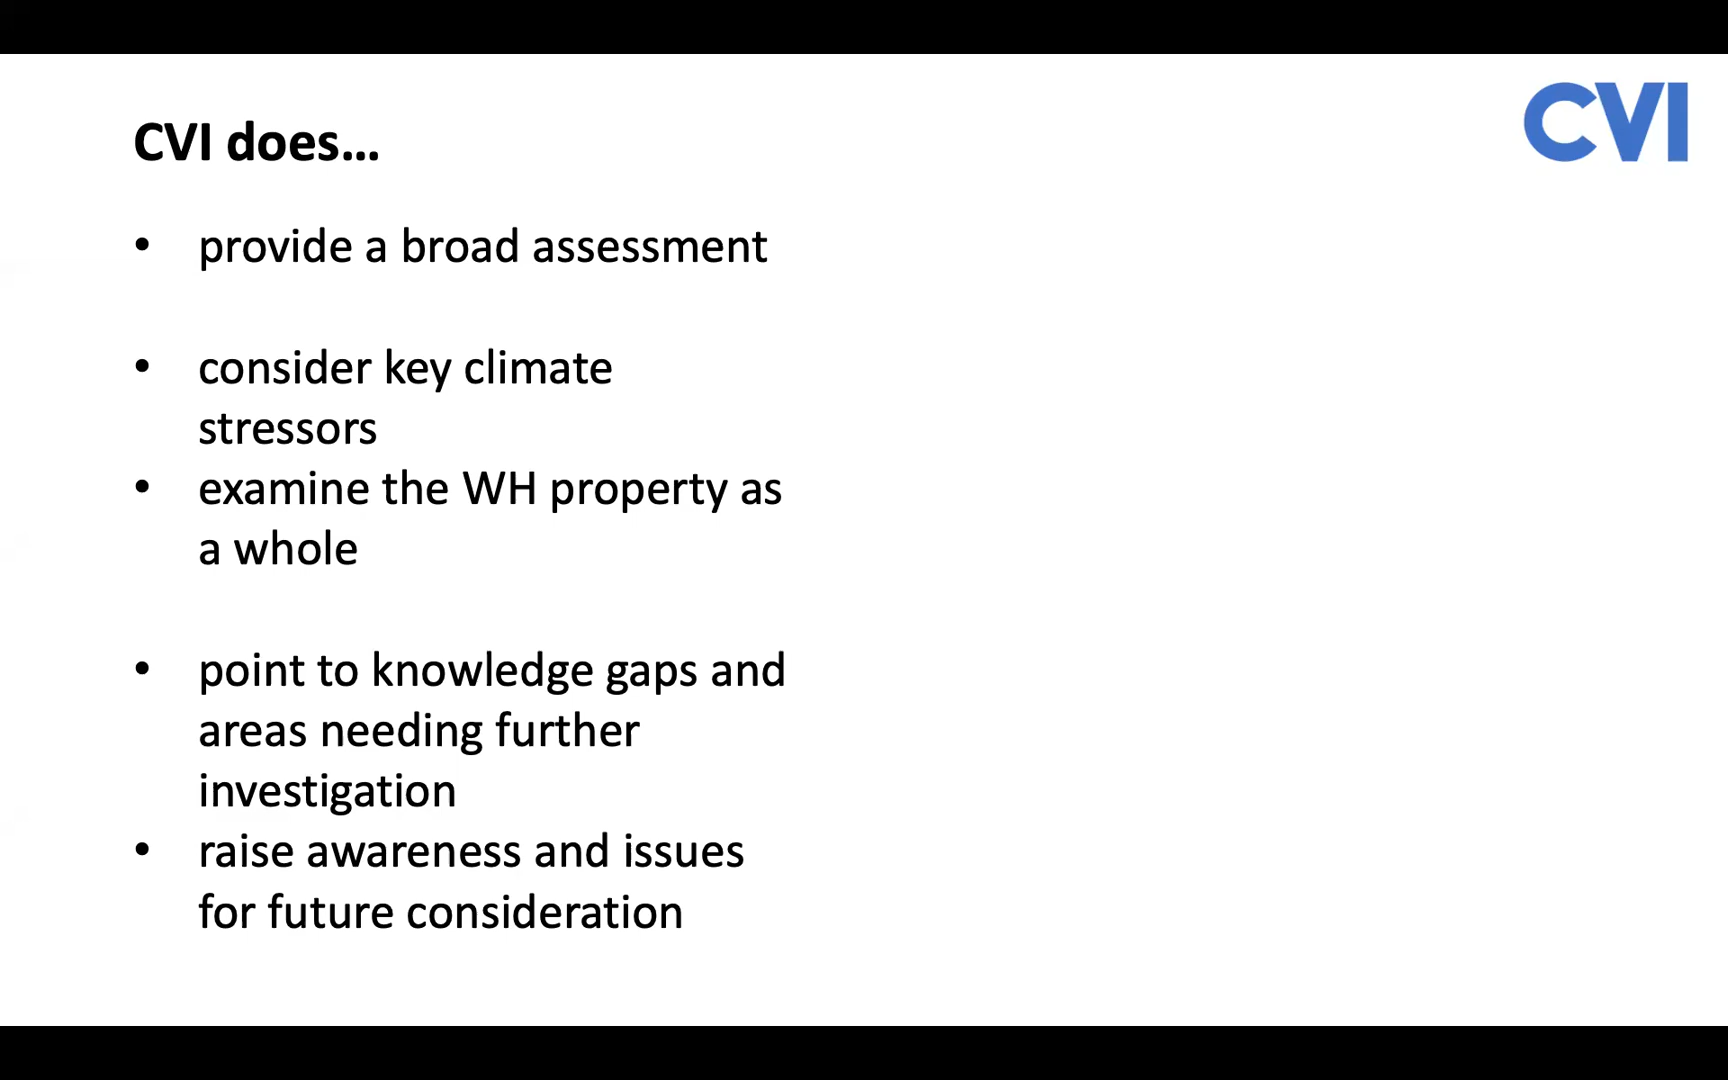 CVI
CVI does...
• provide a broad assessment
• consider key climate
stressors
• examine the WH property as
a whole
• point to knowledge gaps and
areas needing further
investigation
• raise awareness and issues
for future consideration